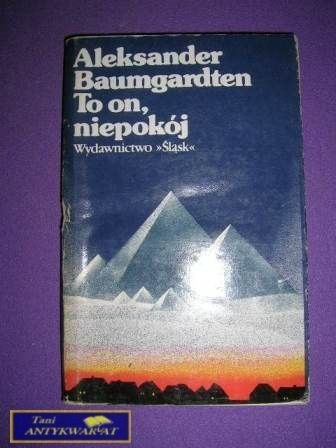 Aleksander
Baumgardten
To on,
niepokój
Wydawnictwo »Śląsk«
Tani
ANTYKWARIAT